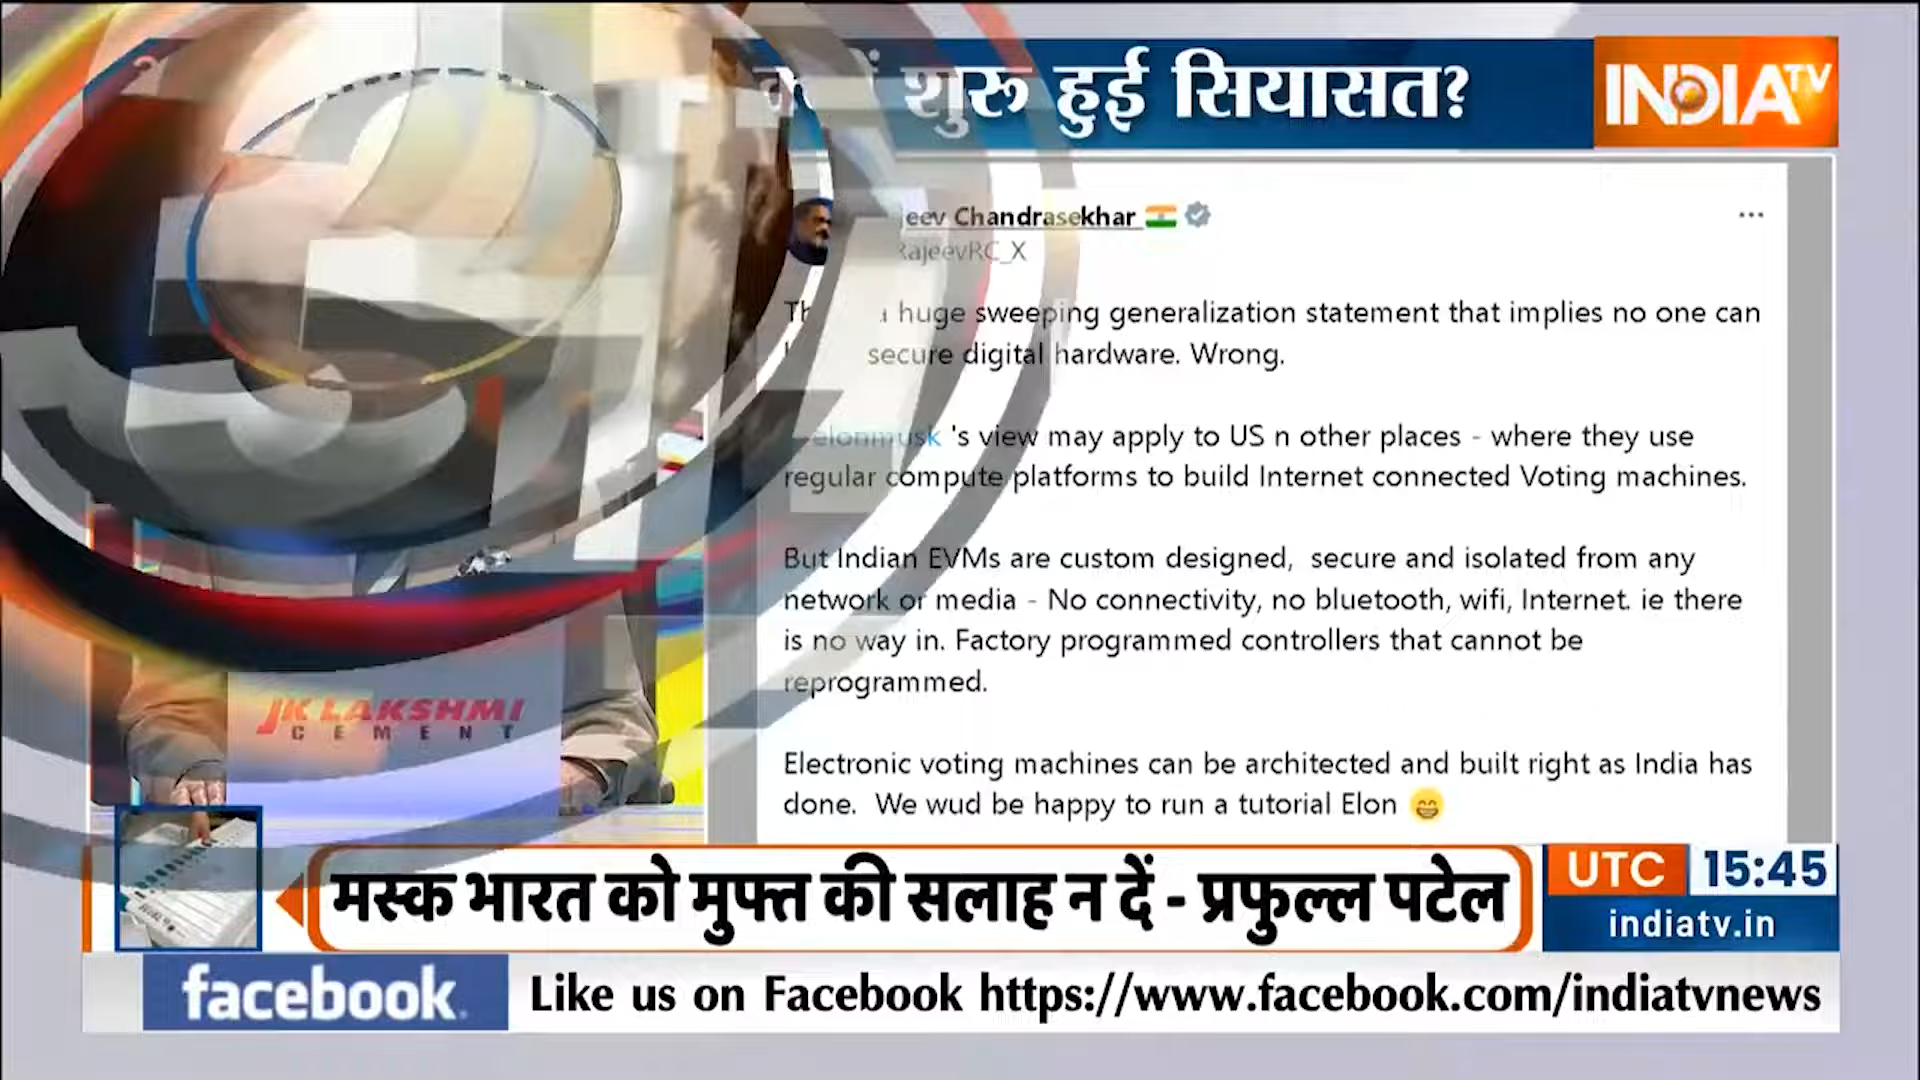 शुरू हुई सियासत?
INDIA TV
eev Chandrasekhar
RajeevRC_X
huge sweeping generalization statement that implies no one can
secure digital hardware. Wrong.
elonmusk 's view may apply to US n other places - where they use
regular compute platforms to build Internet connected Voting machines.
But Indian EVMs are custom designed, secure and isolated from any
network or media - No connectivity, no bluetooth, wifi, Internet. ie there
is no way in. Factory programmed controllers that cannot be
reprogrammed.
Electronic voting machines can be architected and built right as India has
done. We wud be happy to run a tutorial Elon 😄
JK LAKSHMI
CEMENT
मस्क भारत को मुफ्त की सलाह न दें - प्रफुल्ल पटेल
UTC 15:45
indiatv.in
facebook.
Like us on Facebook https://www.facebook.com/indiatvnews